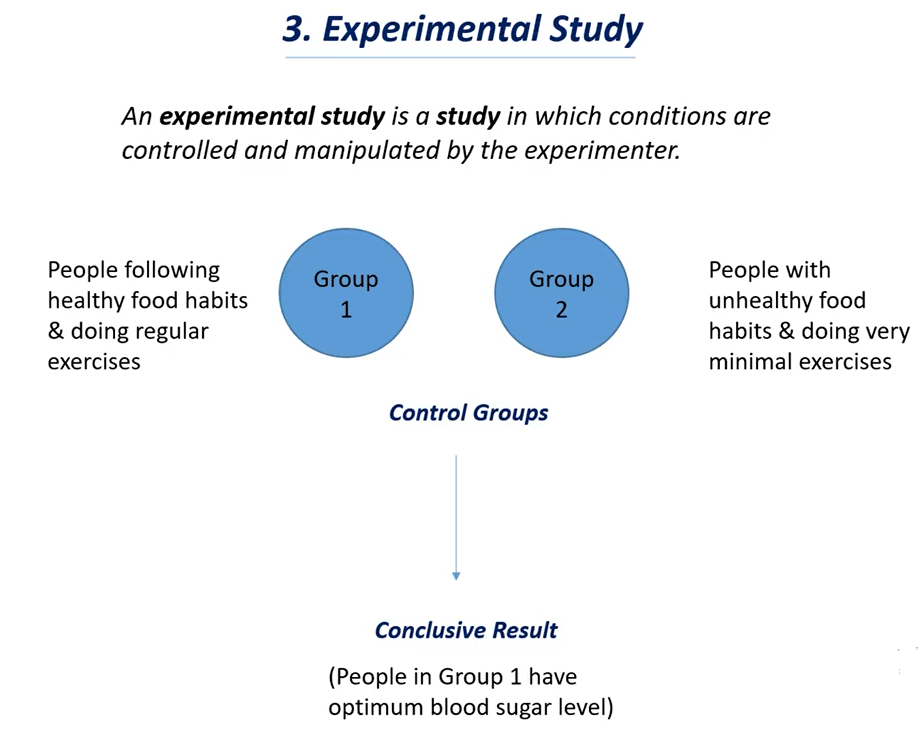 3. Experimental Study
An experimental study is a study in which conditions are
controlled and manipulated by the experimenter.
People following
healthy food habits
& doing regular
exercises
Group
1
Group
2
People with
unhealthy food
habits & doing very
minimal exercises
Control Groups
Conclusive Result
(People in Group 1 have
optimum blood sugar level)